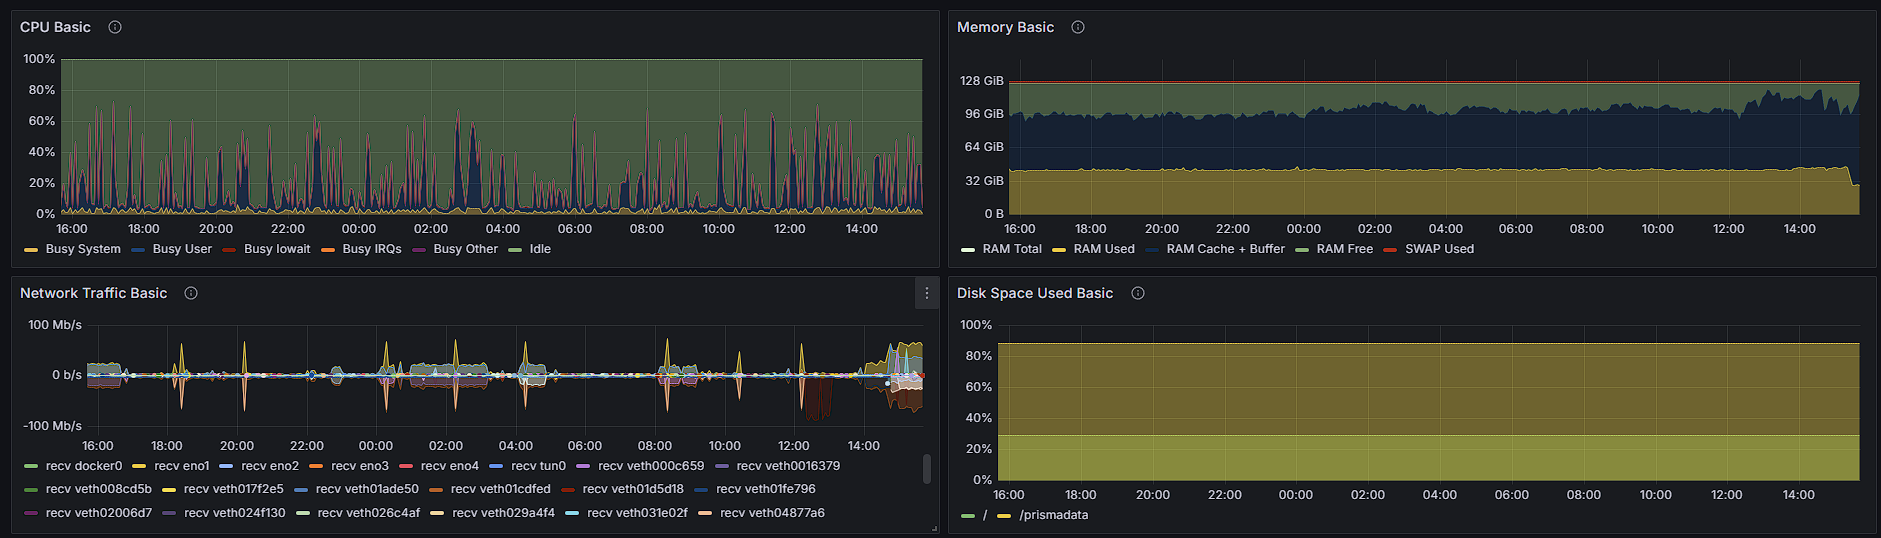 CPU Basic
100%
80%
60%
40%
20%
0%
16:00 18:00 20:00 22:00 00:00 02:00 04:00 06:00 08:00 10:00 12:00 14:00
Busy System Busy User Busy Iowait Busy IRQs Busy Other Idle
Memory Basic
128 GiB
96 GiB
64 GiB
32 GiB
0 B
16:00 18:00 20:00 22:00 00:00 02:00 04:00 06:00 08:00 10:00 12:00 14:00
RAM Total RAM Used RAM Cache + Buffer RAM Free SWAP Used
Network Traffic Basic
100 Mb/s
0 b/s
-100 Mb/s
16:00 18:00 20:00 22:00 00:00 02:00 04:00 06:00 08:00 10:00 12:00 14:00
recv docker0 recv eno1 recv eno2 recv eno3 recv eno4 recv tun0 recv veth000c659 recv veth0016379
recv veth008cd5b recv veth017f2e5 recv veth01ade50 recv veth01cdfed recv veth01d5d18 recv veth01fe796
recv veth02006d7 recv veth024f130 recv veth026c4af recv veth029a4f4 recv veth031e02f recv veth04877a6
Disk Space Used Basic
100%
80%
60%
40%
20%
0%
16:00 18:00 20:00 22:00 00:00 02:00 04:00 06:00 08:00 10:00 12:00 14:00
/ /prismadata